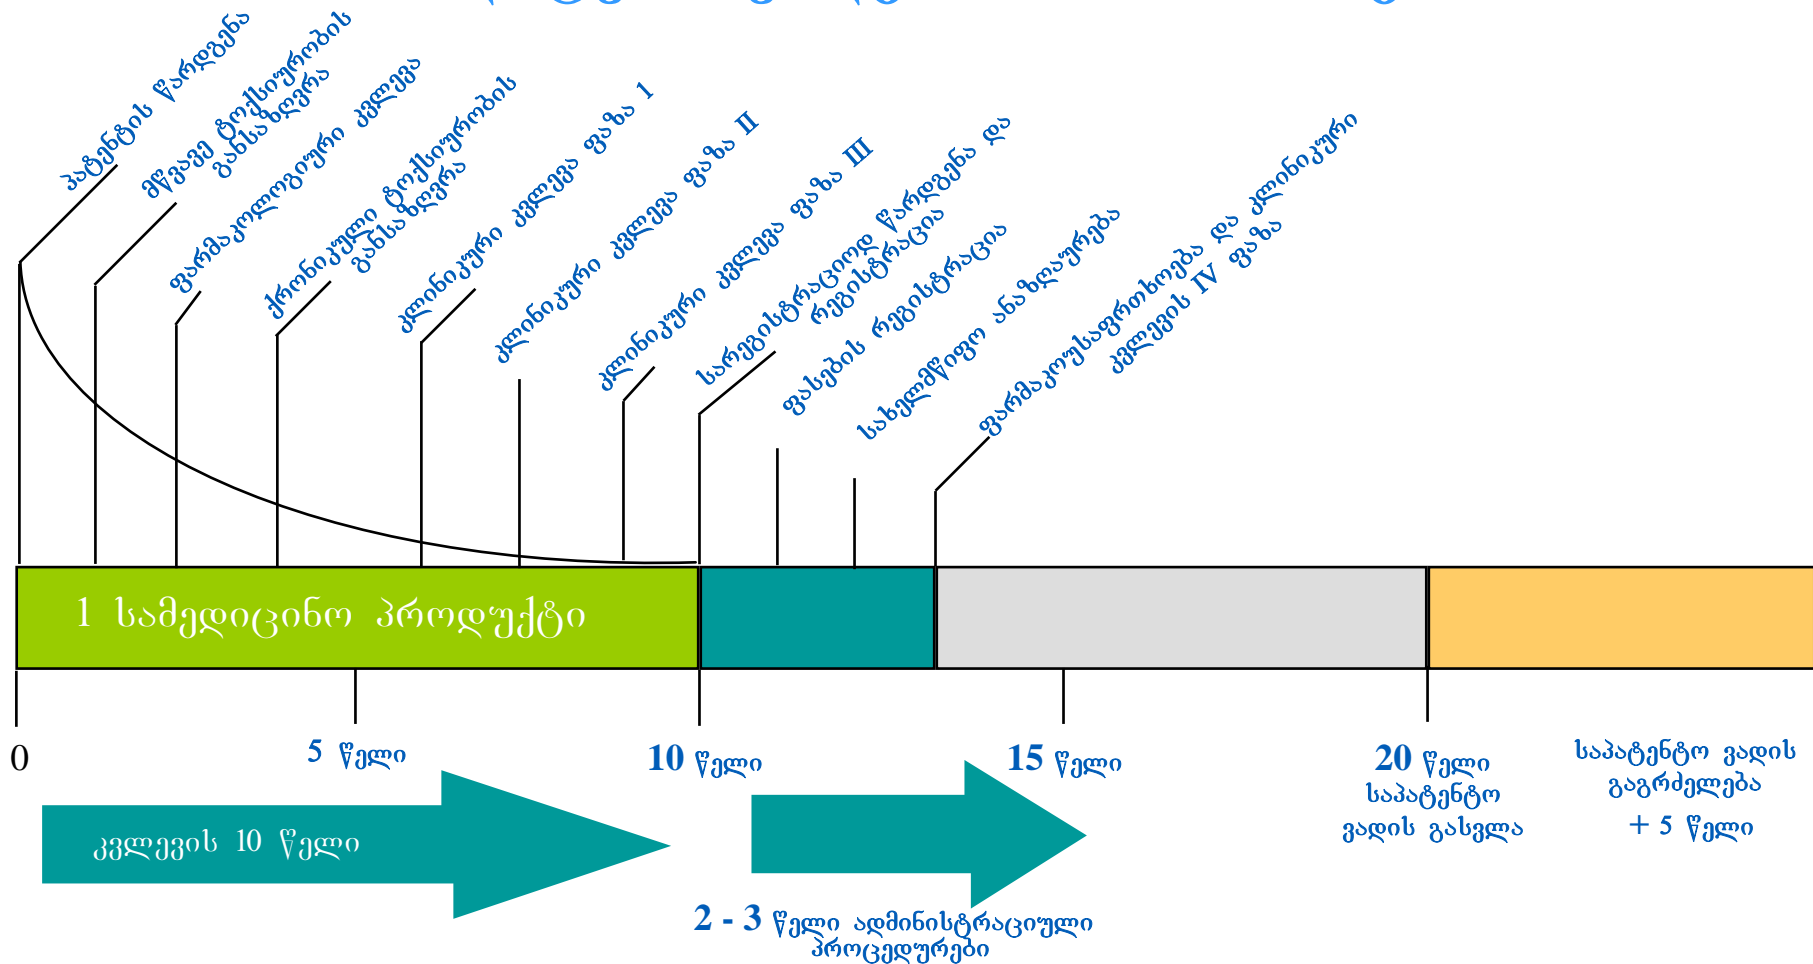 პატენტის წარდგენა
მწვავე ტოქსიურობის
განსაზღვრა
ფარმაკოლოგიური კვლევა
ქრონიკული ტოქსიურობის
განსაზღვრა
კლინიკური კვლევა ფაზა 1
კლინიკური კვლევა ფაზა II
კლინიკური კვლევა ფაზა III
სარეგისტრაციოდ წარდგენა და
რეგისტრაცია
ფასების რეგისტრაცია
სახელმწიფო ანაზღაურება
ფარმაკოუსაფრთხოება და კლინიკური
კვლევის IV ფაზა
1 სამედიცინო პროდუქტი
0
5 წელი
10 წელი
15 წელი
20 წელი
საპატენტო
ვადის გასვლა
საპატენტო ვადის
გაგრძელება
+ 5 წელი
კვლევის 10 წელი
2 - 3 წელი ადმინისტრაციული
პროცედურები